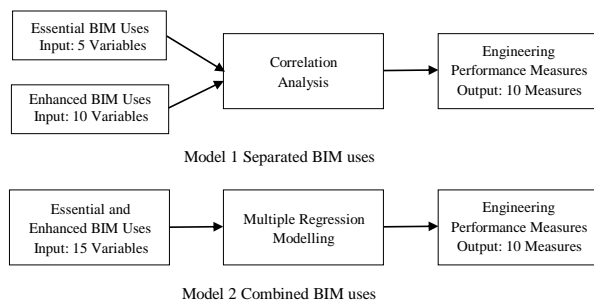 Essential BIM Uses
Input: 5 Variables
Enhanced BIM Uses
Input: 10 Variables
Correlation
Analysis
Engineering
Performance Measures
Output: 10 Measures
Model 1 Separated BIM uses
Essential and
Enhanced BIM Uses
Input: 15 Variables
Multiple Regression
Modelling
Engineering
Performance Measures
Output: 10 Measures
Model 2 Combined BIM uses